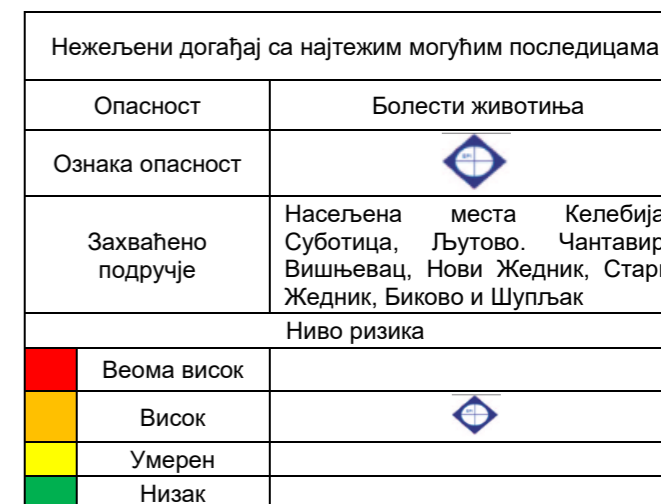 Нежељени догађај са најтежим могућим последицама
Опасност Болести животиња
Ознака опасност
Захваћено подручје
Насељена места Келебија
Суботица, Љутово. Чантавир
Вишњевац, Нови Жедник, Стари
Жедник, Биково и Шупљак
Ниво ризика
Веома висок
Висок
Умерен
Низак